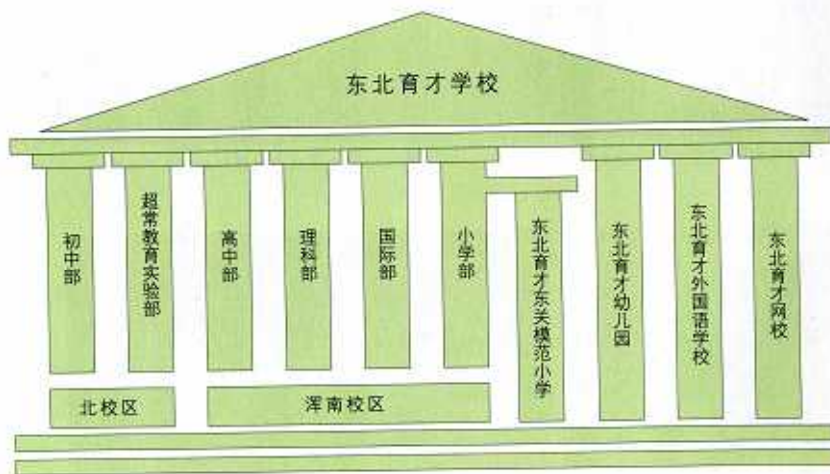 东北育才学校
初中部
超常教育实验部
高中部
理科部
国际部
小学部
东北育才东关模范小学
东北育才幼儿园
东北育才外国语学校
东北育才网校
北校区
浑南校区